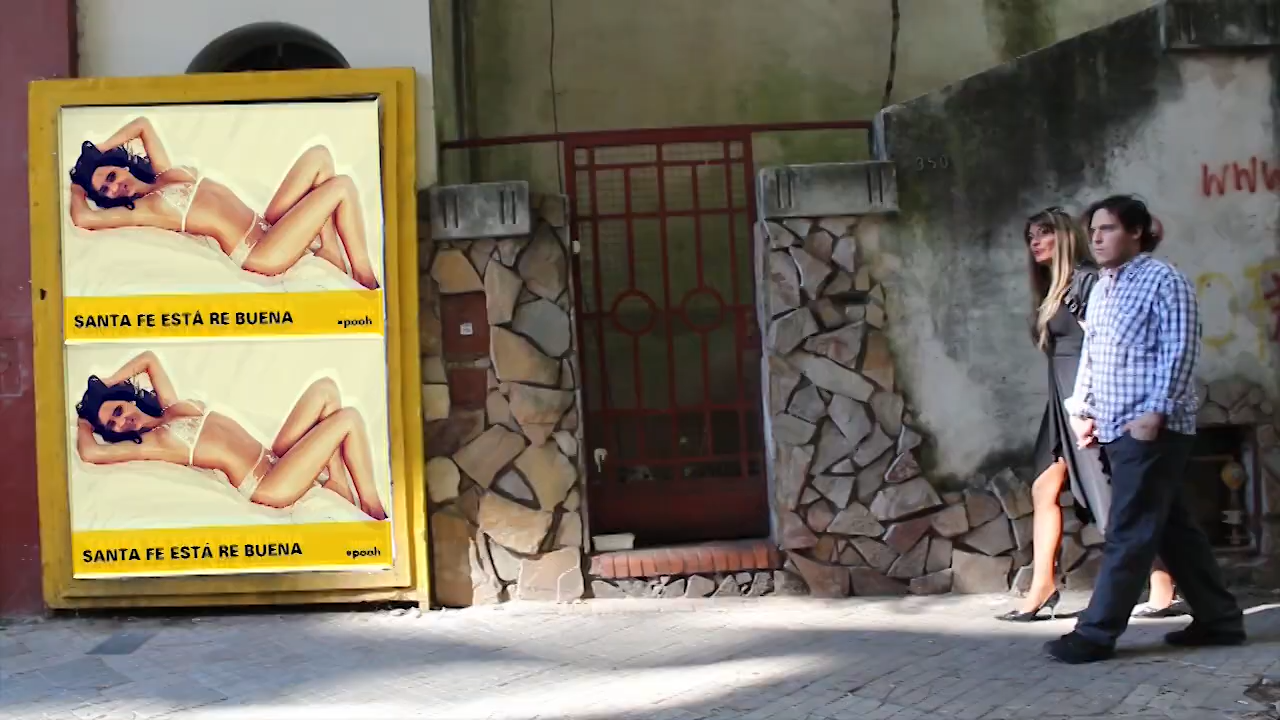 SANTA FE ESTÁ RE BUENA
•pooh
SANTA FE ESTÁ RE BUENA
•pooh
350
WWW